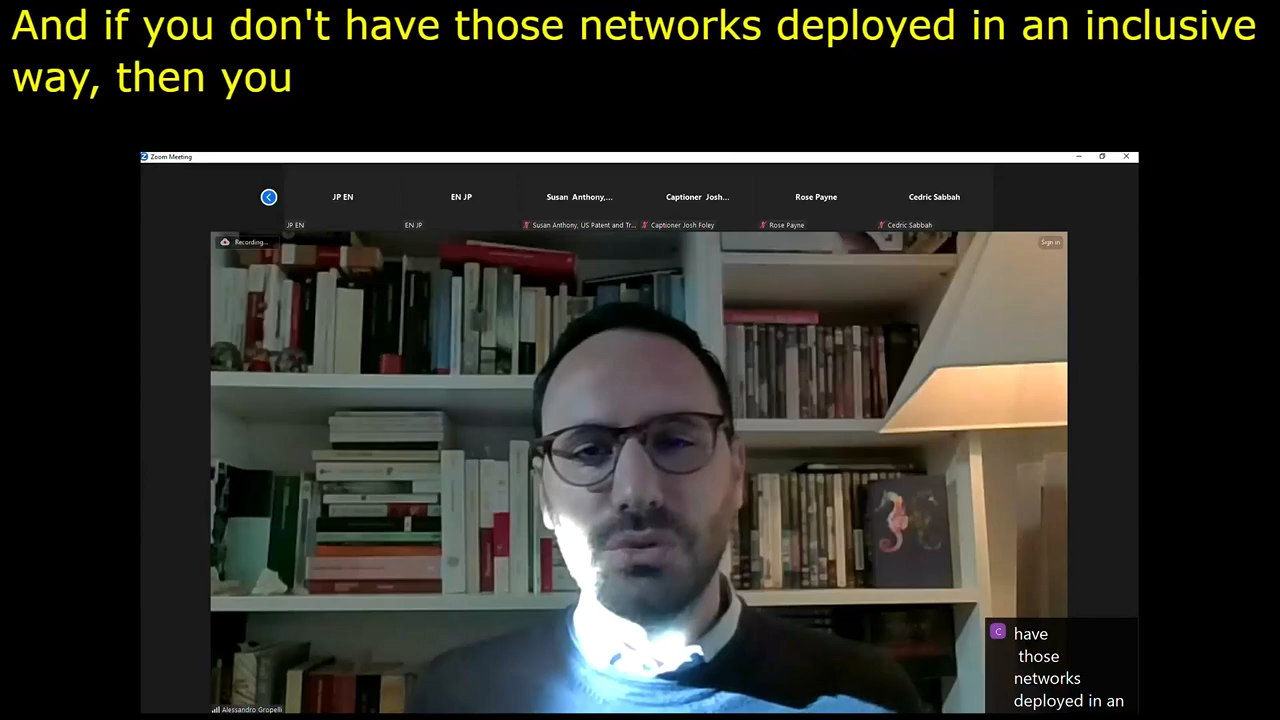 And if you don't have those networks deployed in an inclusive
way, then you
Zoom Meeting
JP EN
EN JP
Susan Anthony,...
Captioner Josh...
Rose Payne
Cedric Sabbah
JP EN
EN JP
Susan Anthony, US Patent and Tr...
Captioner Josh Foley
Rose Payne
Cedric Sabbah
Recording...
Sign in
C
have
those
networks
deployed in an
Alessandro Gropelli